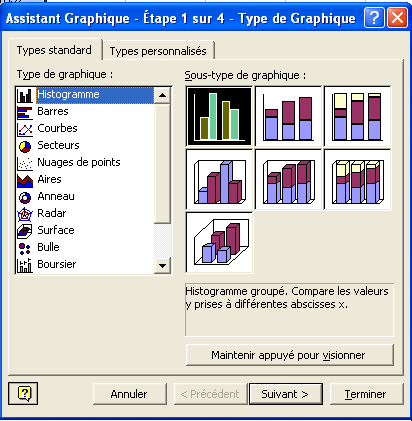 Assistant Graphique - Étape 1 sur 4 - Type de Graphique
Types standard
Types personnalisés
Type de graphique :
Histogramme
Barres
Courbes
Secteurs
Nuages de points
Aires
Anneau
Radar
Surface
Bulle
Boursier
Sous-type de graphique :
Histogramme groupé. Compare les valeurs
y prises à différentes abscisses x.
Maintenir appuyé pour visionner
Annuler
< Précédent
Suivant >
Terminer